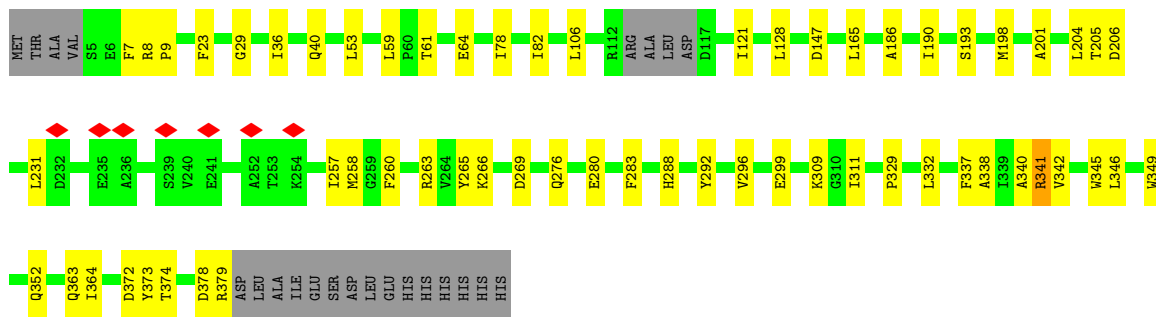 MET THR ALA VAL S5 E6 F7 R8 P9 F23 G29 I36 Q40 L53 L59 P60 T61 E64 I78 I82 L106 R112 ARG ALA LEU ASP D117 I121 L128 D147 L165 A186 I190 S193 M198 A201 L204 T205 D206
L231 D232 E235 A236 S239 V240 E241 A252 T253 K254 I257 M258 G259 F260 R263 V264 Y265 K266 D269 Q276 E280 F283 H288 Y292 V296 E299 K309 G310 I311 P329 L332 F337 A338 I339 A340 R341 V342 W345 L346 W349
Q352 Q363 I364 D372 Y373 T374 D378 R379 ASP LEU ALA ILE GLU SER ASP LEU GLU HIS HIS HIS HIS HIS HIS